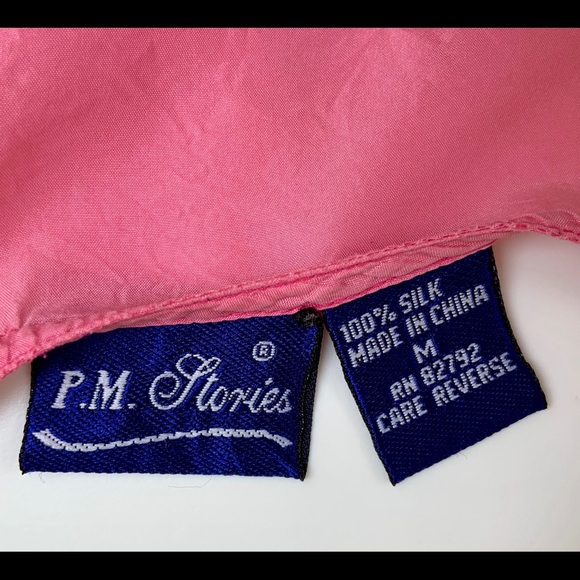 P.M. Stories®
100% SILK
MADE IN CHINA
M
RN 82792
CARE REVERSE